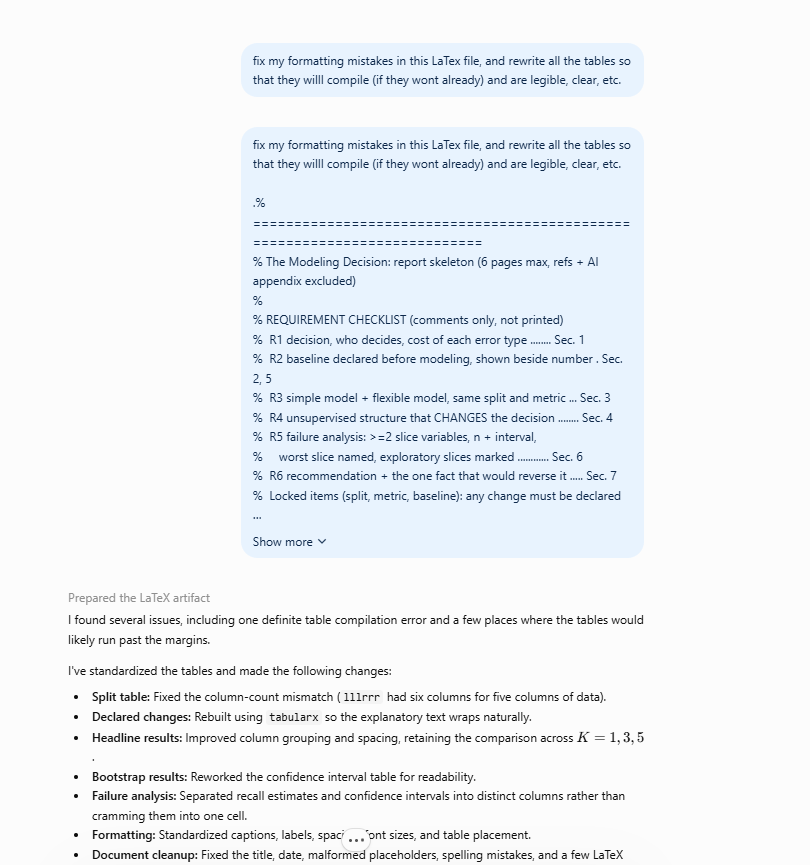 fix my formatting mistakes in this LaTex file, and rewrite all the tables so
that they willl compile (if they wont already) and are legible, clear, etc.
fix my formatting mistakes in this LaTex file, and rewrite all the tables so
that they willl compile (if they wont already) and are legible, clear, etc.
.%
==============================================
============================
% The Modeling Decision: report skeleton (6 pages max, refs + AI
appendix excluded)
%
% REQUIREMENT CHECKLIST (comments only, not printed)
%  R1 decision, who decides, cost of each error type ........ Sec. 1
%  R2 baseline declared before modeling, shown beside number . Sec.
2, 5
%  R3 simple model + flexible model, same split and metric ... Sec. 3
%  R4 unsupervised structure that CHANGES the decision ........ Sec. 4
%  R5 failure analysis: >=2 slice variables, n + interval,
%     worst slice named, exploratory slices marked ............ Sec. 6
%  R6 recommendation + the one fact that would reverse it ..... Sec. 7
%  Locked items (split, metric, baseline): any change must be declared
...
Show more
Prepared the LaTeX artifact
I found several issues, including one definite table compilation error and a few places where the tables would
likely run past the margins.
I've standardized the tables and made the following changes:
• Split table: Fixed the column-count mismatch (lllrrr had six columns for five columns of data).
• Declared changes: Rebuilt using tabularx so the explanatory text wraps naturally.
• Headline results: Improved column grouping and spacing, retaining the comparison across K = 1, 3, 5
.
• Bootstrap results: Reworked the confidence interval table for readability.
• Failure analysis: Separated recall estimates and confidence intervals into distinct columns rather than
cramming them into one cell.
• Formatting: Standardized captions, labels, font sizes, and table placement.
• Document cleanup: Fixed the title, date, malformed placeholders, spelling mistakes, and a few LaTeX